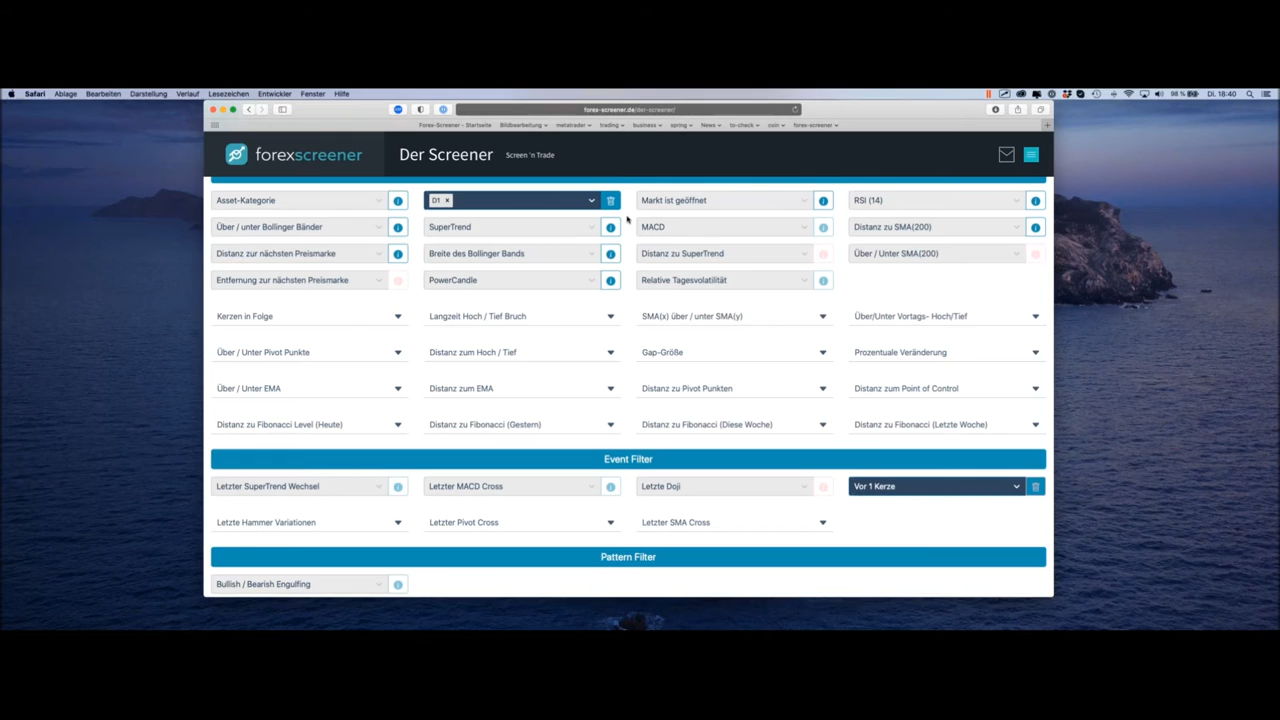 Safari Ablage Bearbeiten Darstellung Verlauf Lesezeichen Entwickler Fenster Hilfe
98 % Di. 18:40
forex-screener.de/der-screener/
Forex-Screener - Startseite Bildbearbeitung metatrader trading business spring News to-check coin forex-screener
forexscreener Der Screener Screen 'n Trade
Asset-Kategorie D1 × Markt ist geöffnet RSI (14)
Über / unter Bollinger Bänder SuperTrend MACD Distanz zu SMA(200)
Distanz zur nächsten Preismarke Breite des Bollinger Bands Distanz zu SuperTrend Über / Unter SMA(200)
Entfernung zur nächsten Preismarke PowerCandle Relative Tagesvolatilität
Kerzen in Folge Langzeit Hoch / Tief Bruch SMA(x) über / unter SMA(y) Über/Unter Vortags- Hoch/Tief
Über / Unter Pivot Punkte Distanz zum Hoch / Tief Gap-Größe Prozentuale Veränderung
Über / Unter EMA Distanz zum EMA Distanz zu Pivot Punkten Distanz zum Point of Control
Distanz zu Fibonacci Level (Heute) Distanz zu Fibonacci (Gestern) Distanz zu Fibonacci (Diese Woche) Distanz zu Fibonacci (Letzte Woche)
Event Filter
Letzter SuperTrend Wechsel Letzter MACD Cross Letzte Doji Vor 1 Kerze
Letzte Hammer Variationen Letzter Pivot Cross Letzter SMA Cross
Pattern Filter
Bullish / Bearish Engulfing